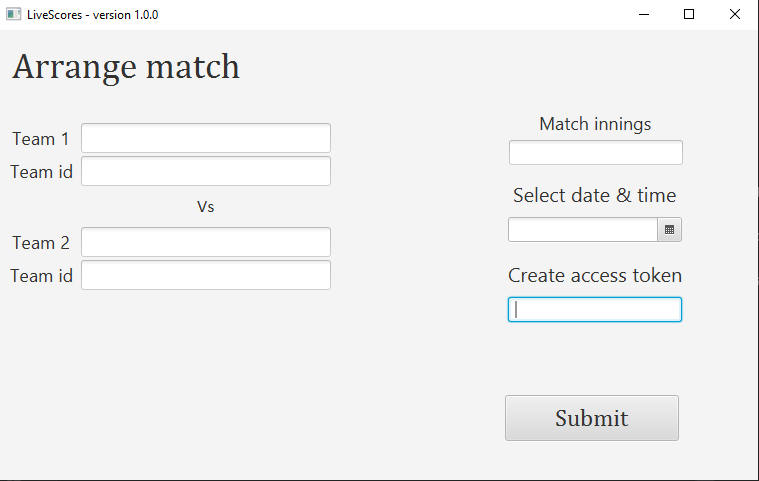 LiveScores - version 1.0.0
Arrange match
Team 1
Team id
Vs
Team 2
Team id
Match innings
Select date & time
Create access token
Submit